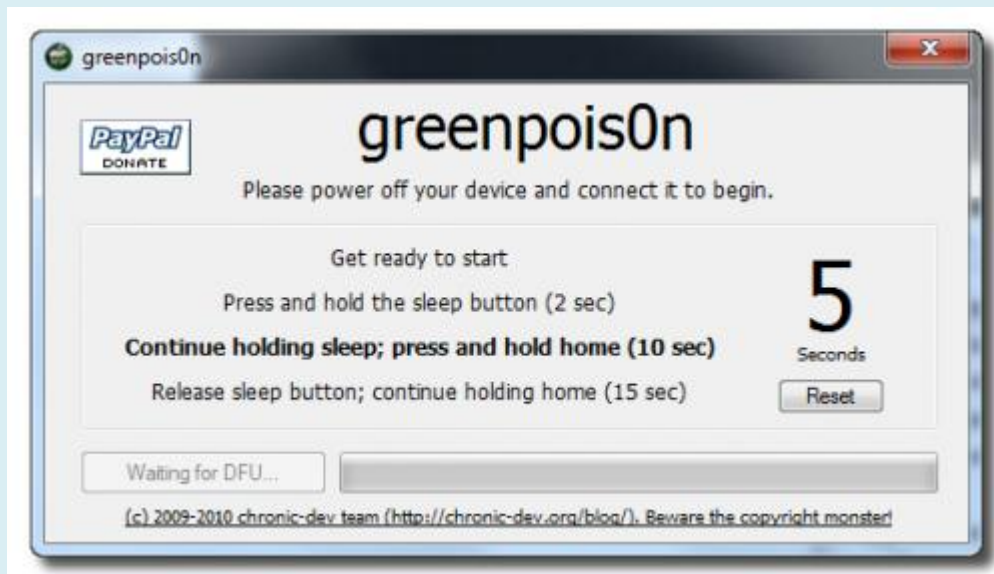 greenpois0n
PayPal
DONATE
greenpois0n
Please power off your device and connect it to begin.
Get ready to start
Press and hold the sleep button (2 sec)
Continue holding sleep; press and hold home (10 sec)
Release sleep button; continue holding home (15 sec)
5
Seconds
Reset
Waiting for DFU...
(c) 2009-2010 chronic-dev team (http://chronic-dev.org/blog/). Beware the copyright monster!